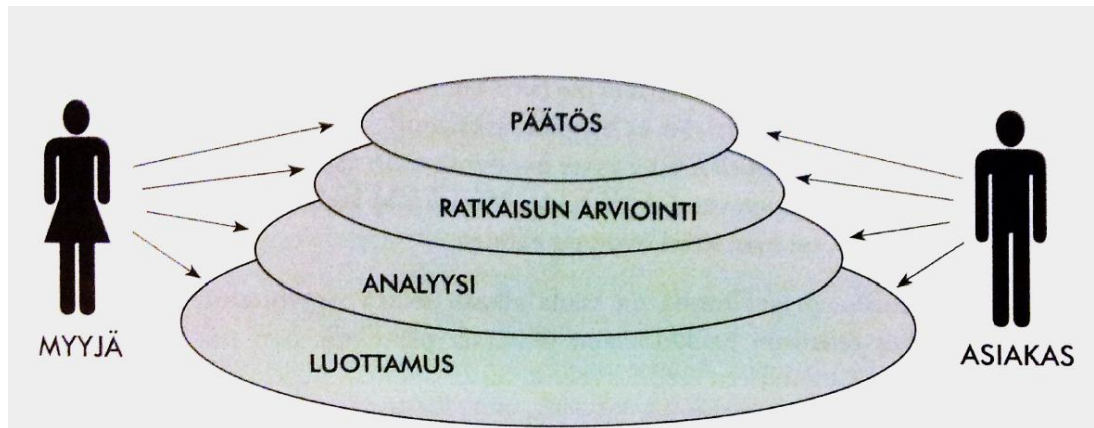 PÄÄTÖS
RATKAISUN ARVIOINTI
ANALYYSI
LUOTTAMUS
MYYJÄ
ASIAKAS